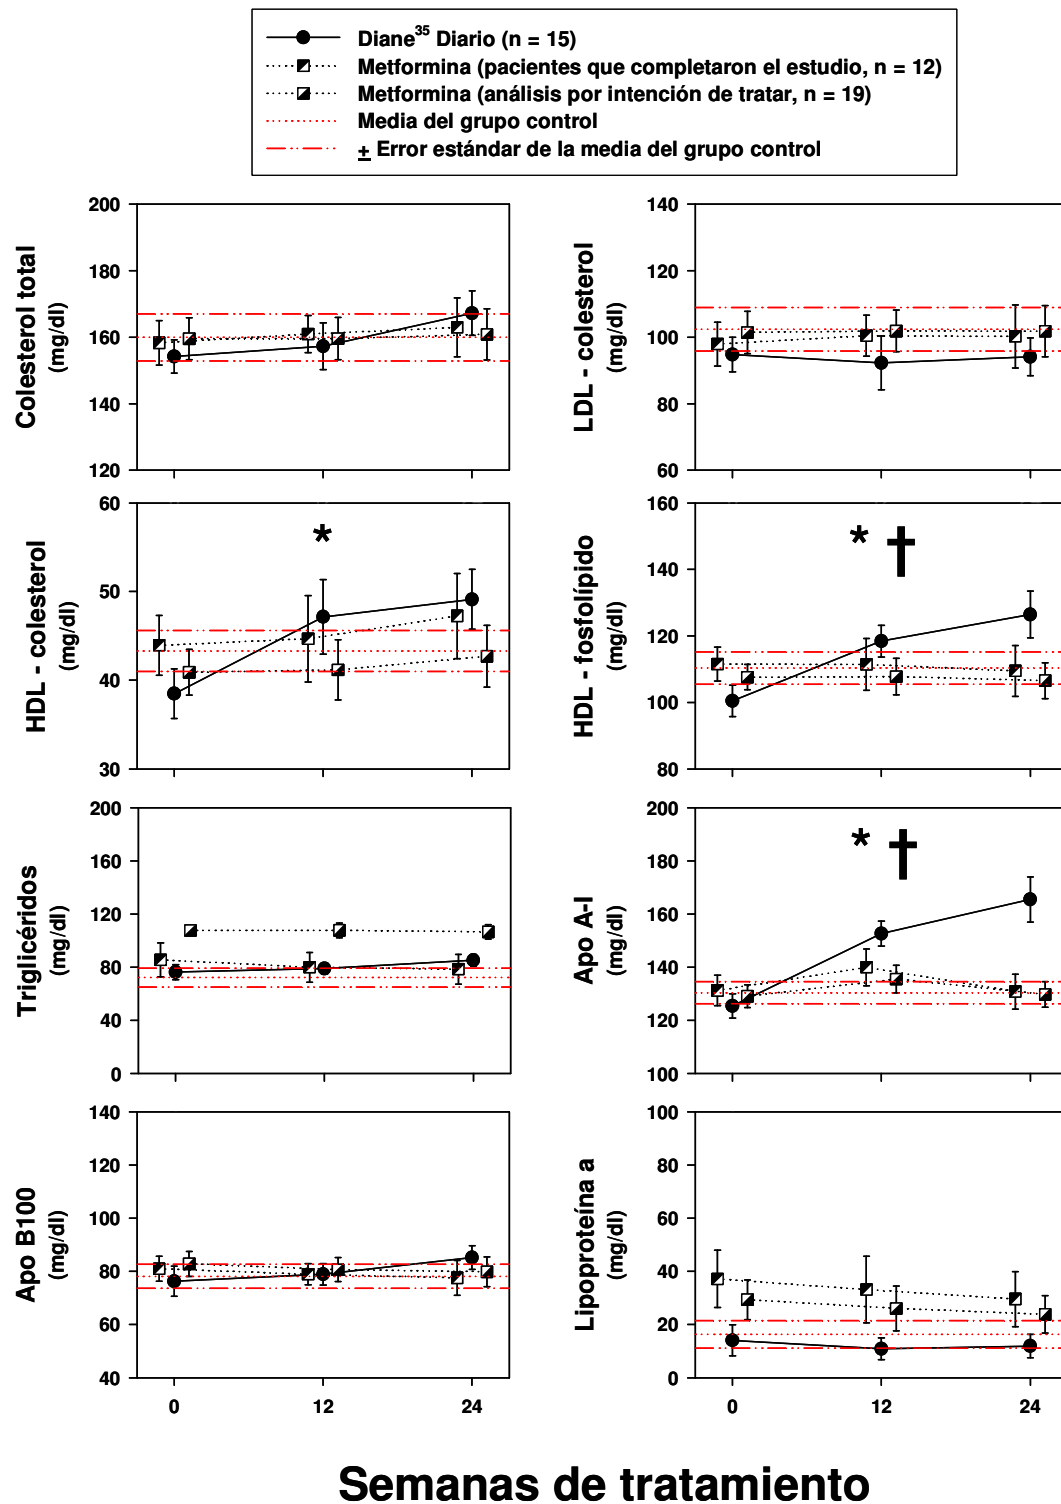 Diane35 Diario (n = 15)
Metformina (pacientes que completaron el estudio, n = 12)
Metformina (análisis por intención de tratar, n = 19)
Media del grupo control
± Error estándar de la media del grupo control
Colesterol total
(mg/dl)
200
180
160
140
120
LDL - colesterol
(mg/dl)
140
120
100
80
60
HDL - colesterol
(mg/dl)
60
50
40
30
*
HDL - fosfolípido
(mg/dl)
160
140
120
100
80
* †
Triglicéridos
(mg/dl)
200
160
120
80
40
0
Apo A-I
(mg/dl)
200
180
160
140
120
100
* †
Apo B100
(mg/dl)
140
120
100
80
60
40
0 12 24
Lipoproteína a
(mg/dl)
100
80
60
40
20
0
0 12 24
Semanas de tratamiento